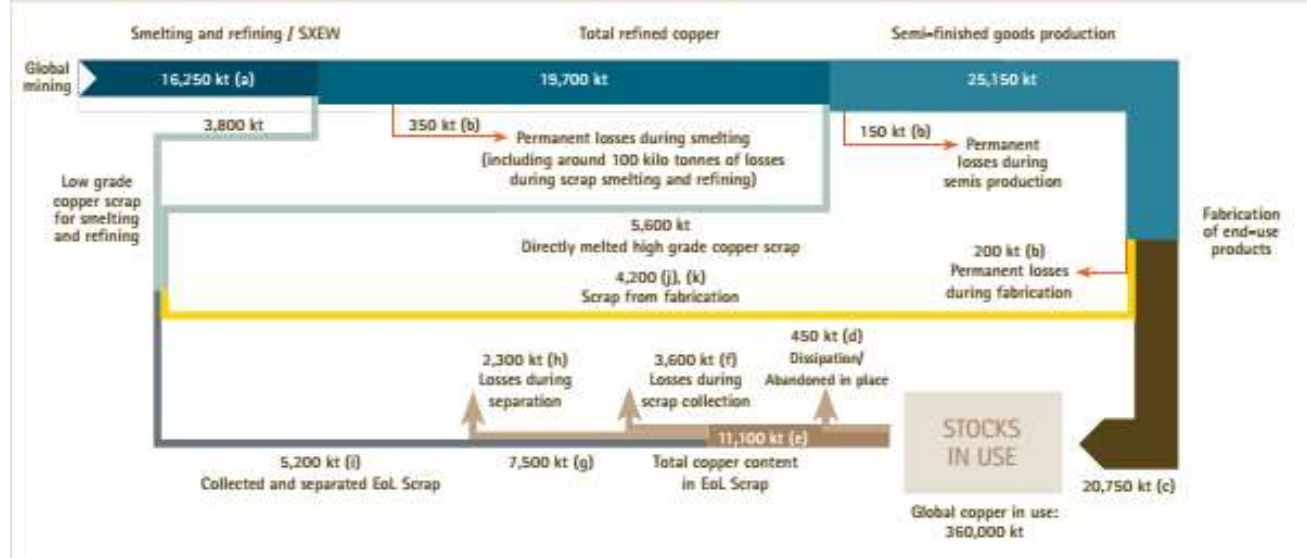 Smelting and refining / SXEW
Total refined copper
Semi-finished goods production
Global
mining
16,250 kt (a)
19,700 kt
25,150 kt
3,800 kt
350 kt (b)
Permanent losses during smelting
(including around 100 kilo tonnes of losses
during scrap smelting and refining)
150 kt (b)
Permanent
losses during
semis production
Low grade
copper scrap
for smelting
and refining
5,600 kt
Directly melted high grade copper scrap
Fabrication
of end-use
products
200 kt (b)
Permanent losses
during fabrication
4,200 (j), (k)
Scrap from fabrication
2,300 kt (h)
Losses during
separation
3,600 kt (f)
Losses during
scrap collection
450 kt (d)
Dissipation/
Abandoned in place
STOCKS
IN USE
11,100 kt (e)
5,200 kt (i)
Collected and separated EoL Scrap
7,500 kt (g)
Total copper content
in EoL Scrap
20,750 kt (c)
Global copper in use:
360,000 kt